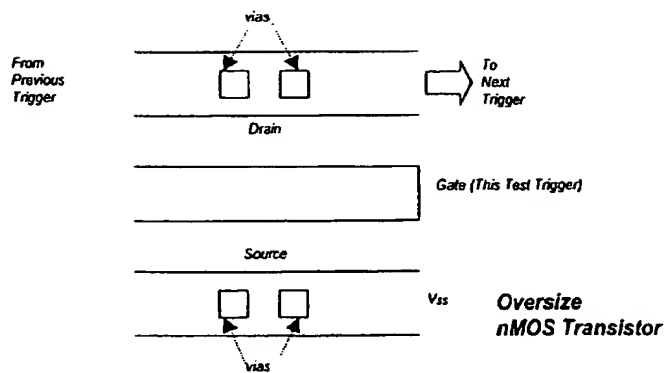 vias
From
Previous
Trigger
To
Next
Trigger
Drain
Gate (This Test Trigger)
Source
Vss
Oversize
nMOS Transistor
vias